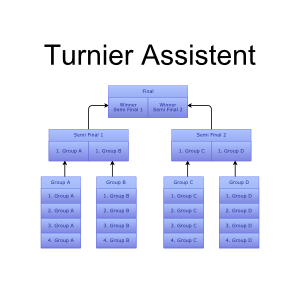 Turnier Assistent
Final
Winner Semi Final 1
Winner Semi Final 2
Semi Final 1
1. Group A
1. Group B
Semi Final 2
1. Group C
1. Group D
Group A
1. Group A
2. Group A
3. Group A
4. Group A
Group B
1. Group B
2. Group B
3. Group B
4. Group B
Group C
1. Group C
2. Group C
3. Group C
4. Group C
Group D
1. Group D
2. Group D
3. Group D
4. Group D